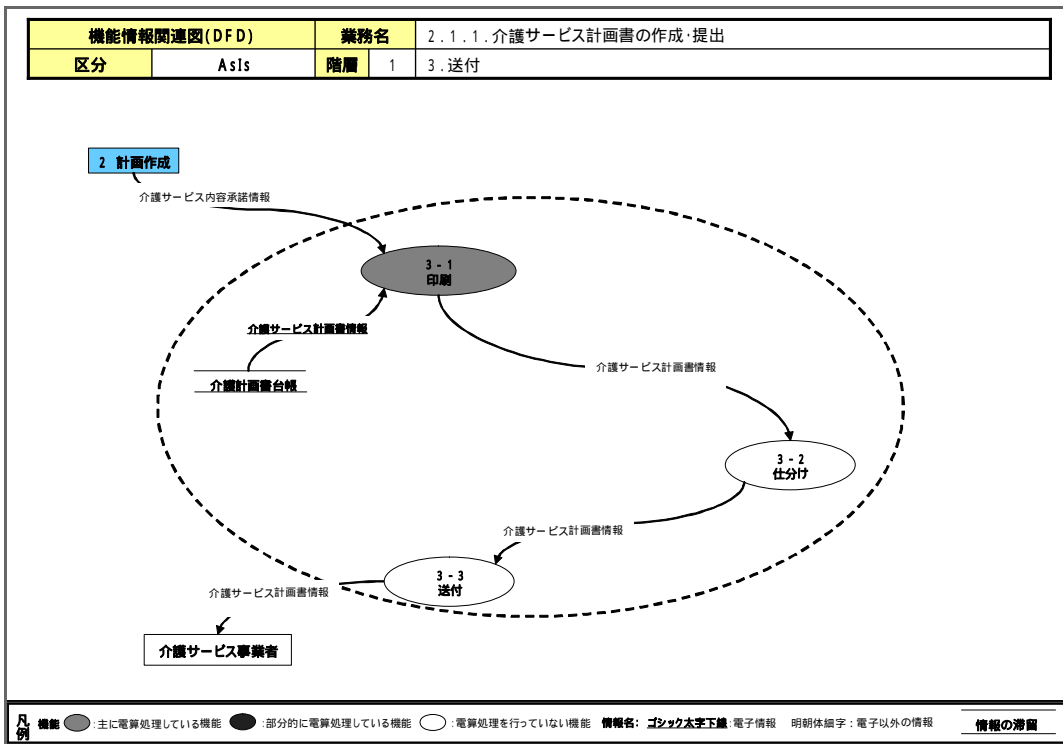 機能情報関連図(DFD) 業務名 2.1.1.介護サービス計画書の作成・提出
区分 AsIs 階層 1 3.送付
2 計画作成
介護サービス内容承諾情報
3-1
印刷
介護サービス計画書情報
介護計画書台帳
介護サービス計画書情報
3-2
仕分け
介護サービス計画書情報
3-3
送付
介護サービス計画書情報
介護サービス事業者
凡例 機能 :主に電算処理している機能 :部分的に電算処理している機能 :電算処理を行っていない機能 情報名: ゴシック太字下線:電子情報 明朝体細字:電子以外の情報 情報の滞留